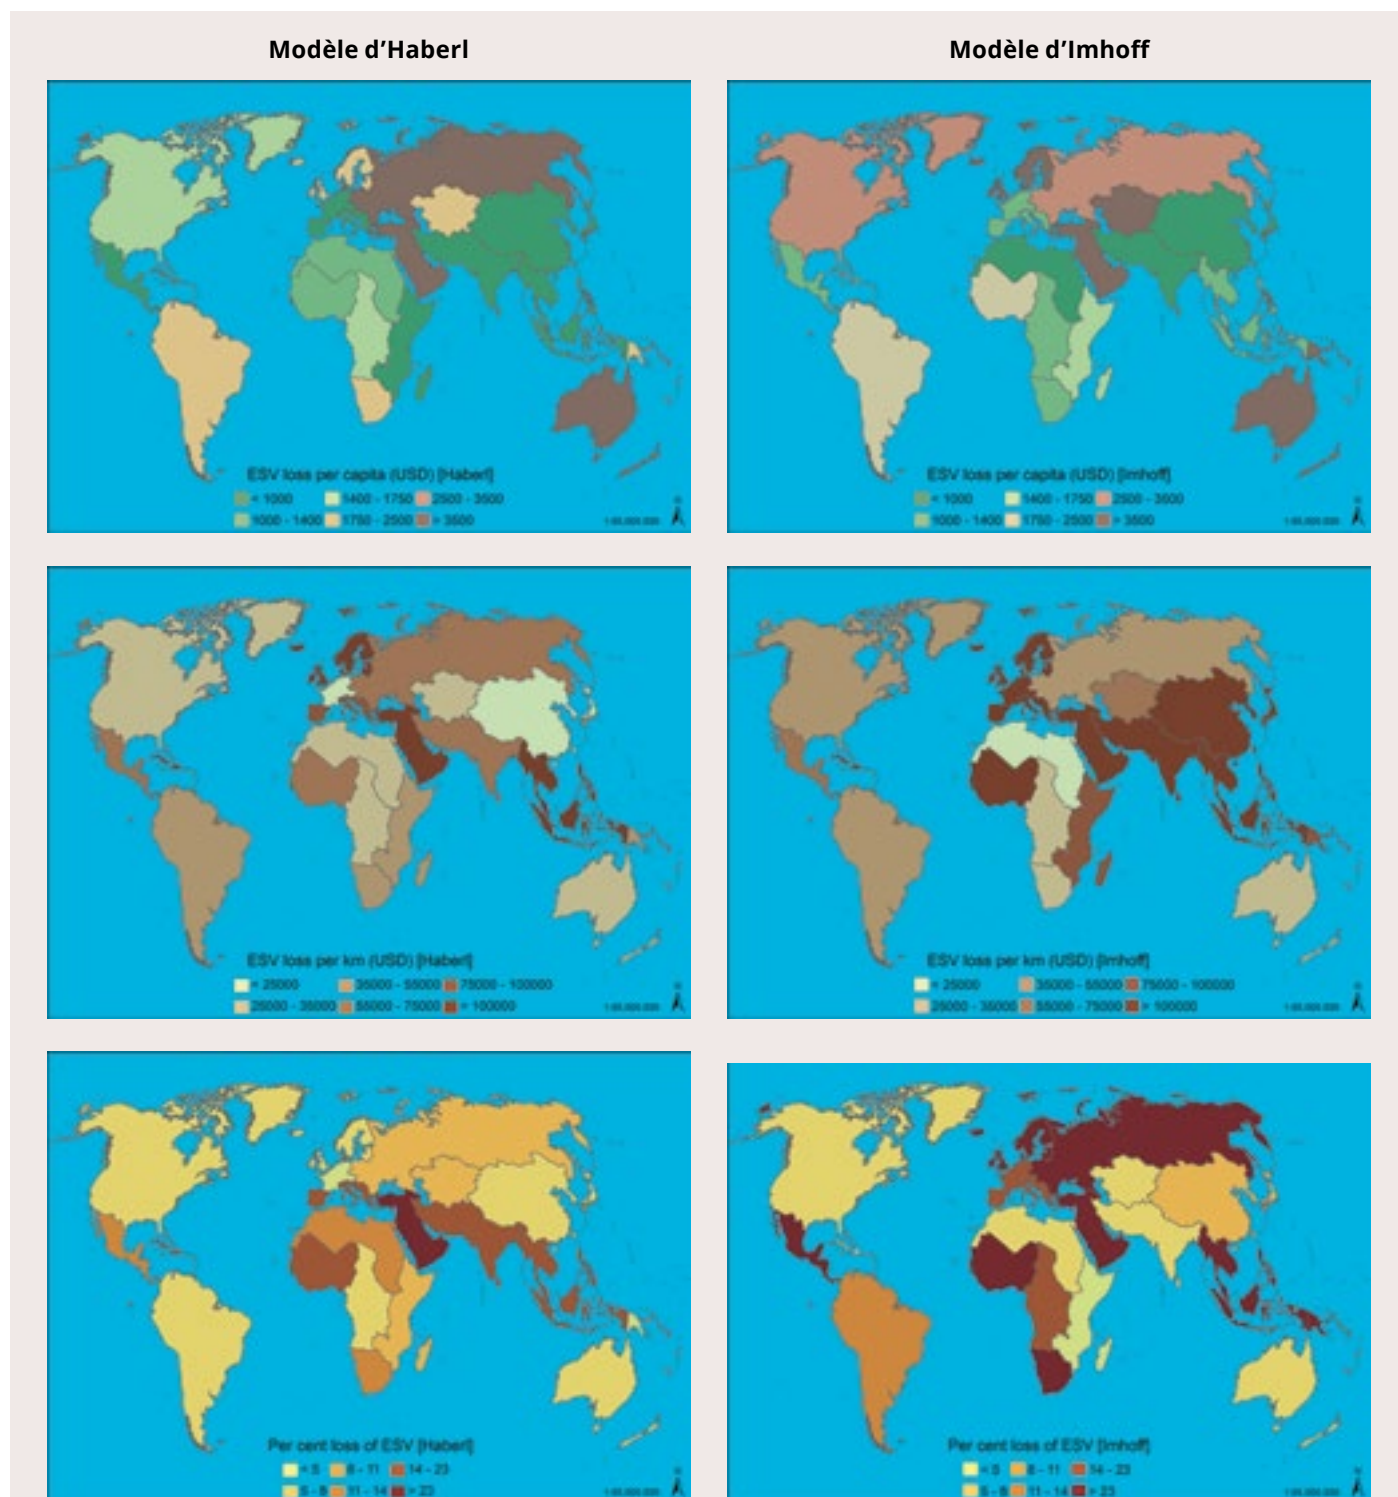 Modèle d’Haberl
Modèle d’Imhoff
ESV loss per capita (USD) [Haberl]
< 1000 1400 - 1750 2500 - 3500
1000 - 1400 1750 - 2500 > 3500
ESV loss per capita (USD) [Imhoff]
< 1000 1400 - 1750 2500 - 3500
1000 - 1400 1750 - 2500 > 3500
ESV loss per km (USD) [Haberl]
< 25000 35000 - 55000 75000 - 100000
25000 - 35000 55000 - 75000 > 100000
ESV loss per km (USD) [Imhoff]
< 25000 35000 - 55000 75000 - 100000
25000 - 35000 55000 - 75000 > 100000
Per cent loss of ESV [Haberl]
< 5 8 - 11 14 - 23
5 - 8 11 - 14 > 23
Per cent loss of ESV [Imhoff]
< 5 8 - 11 14 - 23
5 - 8 11 - 14 > 23